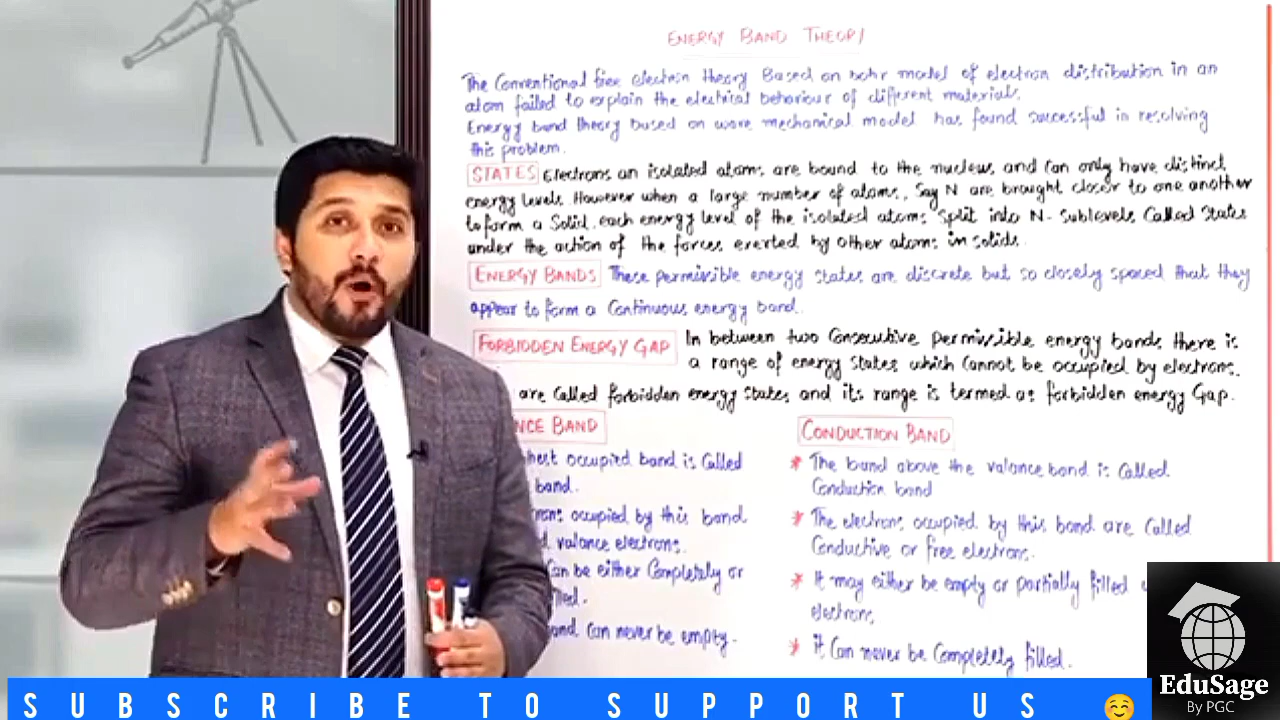 ENERGY BAND THEORY
The Conventional free electron theory Based on bohr model of electron distribution in an
atom failed to explain the electrical behaviour of different materials.
Energy band theory based on wave mechanical model has found successful in resolving
this problem.
STATES Electrons an isolated atoms are bound to the nucleus and Can only have distinct
energy levels. However when a large number of atoms, Say N are brought closer to one another
to form a Solid, each energy level of the isolated atoms Split into N- sublevels Called States
under the action of the forces exerted by other atoms in solids.
ENERGY BANDS These permissible energy states are discrete but so closely spaced that they
appear to form a Continuous energy band.
FORBIDDEN ENERGY GAP In between two Consecutive permissible energy bands there is
a range of energy States which Cannot be occupied by electrons.
are Called forbidden energy States and its range is termed as forbidden energy Gap.
NCE BAND
hest occupied band is Called
band.
rons occupied by this band
d valance electrons.
Can be either Completely or
illed.
and Can never be empty.
CONDUCTION BAND
* The band above the valance band is Called
Conduction band
* The electrons occupied by this band are Called
Conductive or free electrons.
* It may either be empty or partially filled
electrons.
* it Can never be Completely filled.
SUBSCRIBE TO SUPPORT US
EduSage
By PGC